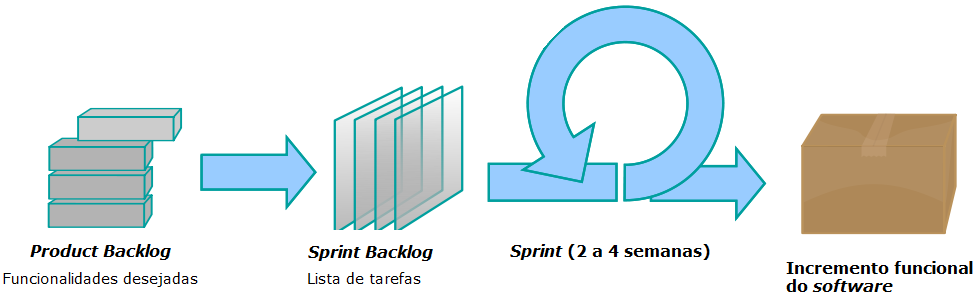 Product Backlog
Funcionalidades desejadas
Sprint Backlog
Lista de tarefas
Sprint (2 a 4 semanas)
Incremento funcional
do software